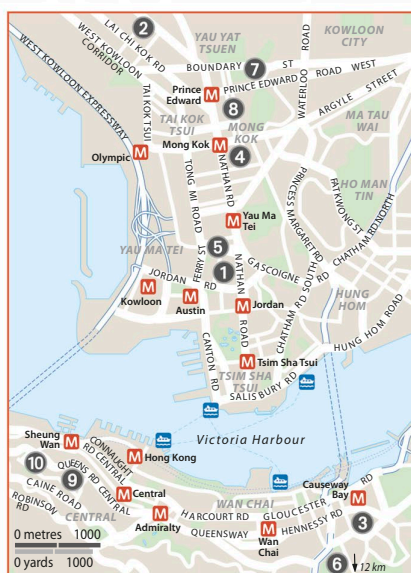 2
LAI CHI KOK RD
WEST KOWLOON
CORRIDOR
WEST KOWLOON EXPRESSWAY
YAU YAT
TSUEN
KOWLOON
CITY
BOUNDARY ST
7
WATERLOO ROAD
Prince
Edward
M
PRINCE EDWARD ROAD WEST
8
ARGYLE STREET
TAI KOK TSUI
TAI KOK
TSUI
MONG
KOK
MA TAU
WAI
Mong Kok
M
4
Olympic
M
TONG MI ROAD
NATHAN RD
PRINCESS MARGARET RD
HO MAN
TIN
FAT KWONG ST
CHATHAM RD NORTH
M
Yau Ma
Tei
5
YAU MA TEI
FERRY ST
1
GASCOIGNE RD
JORDAN RD
M
Kowloon
M
Austin
M
Jordan
NATHAN ROAD
CHATHAM RD SOUTH
HUNG
HOM
HUNG HOM ROAD
CANTON RD
M
Tsim Sha Tsui
TSIM SHA
TSUI
SALISBURY RD
Victoria Harbour
Sheung
Wan
M
CONNAUGHT
RD CENTRAL
M
Hong Kong
10
9
QUEENS RD CENTRAL
CAINE ROAD
ROBINSON
RD
M
Central
CENTRAL
M
Admiralty
HARCOURT RD
QUEENSWAY
WAN CHAI
GLOUCESTER RD
HENNESSY RD
M
Wan
Chai
Causeway
Bay
M
3
6
12 km
0 metres 1000
0 yards 1000